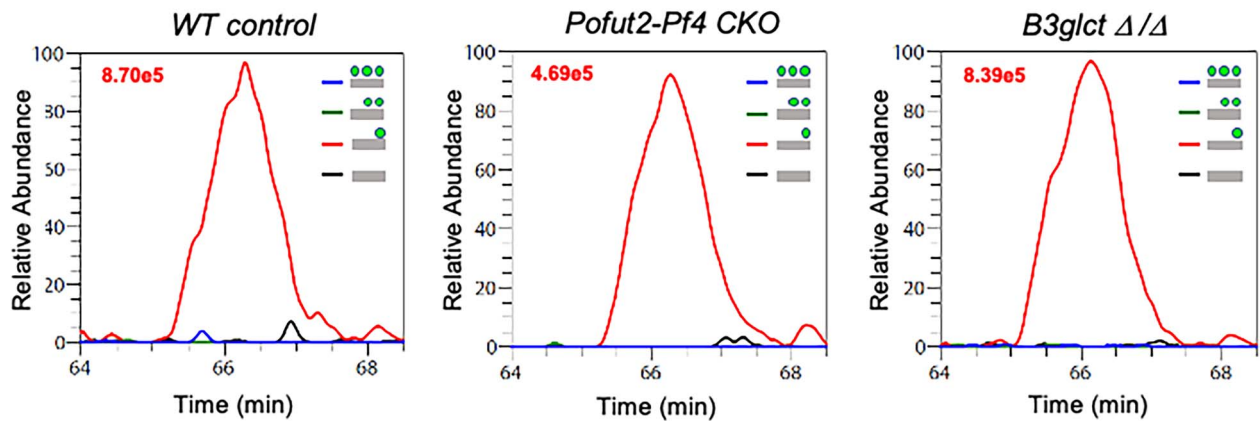 WT control
Pofut2-Pf4 CKO
B3glct Δ/Δ
8.70e5
4.69e5
8.39e5
Relative Abundance
100
80
50
40
20
0
64
66
68
Time (min)
Relative Abundance
100
80
60
40
20
0
64
66
68
Time (min)
Relative Abundance
100
80
60
40
20
0
64
66
68
Time (min)